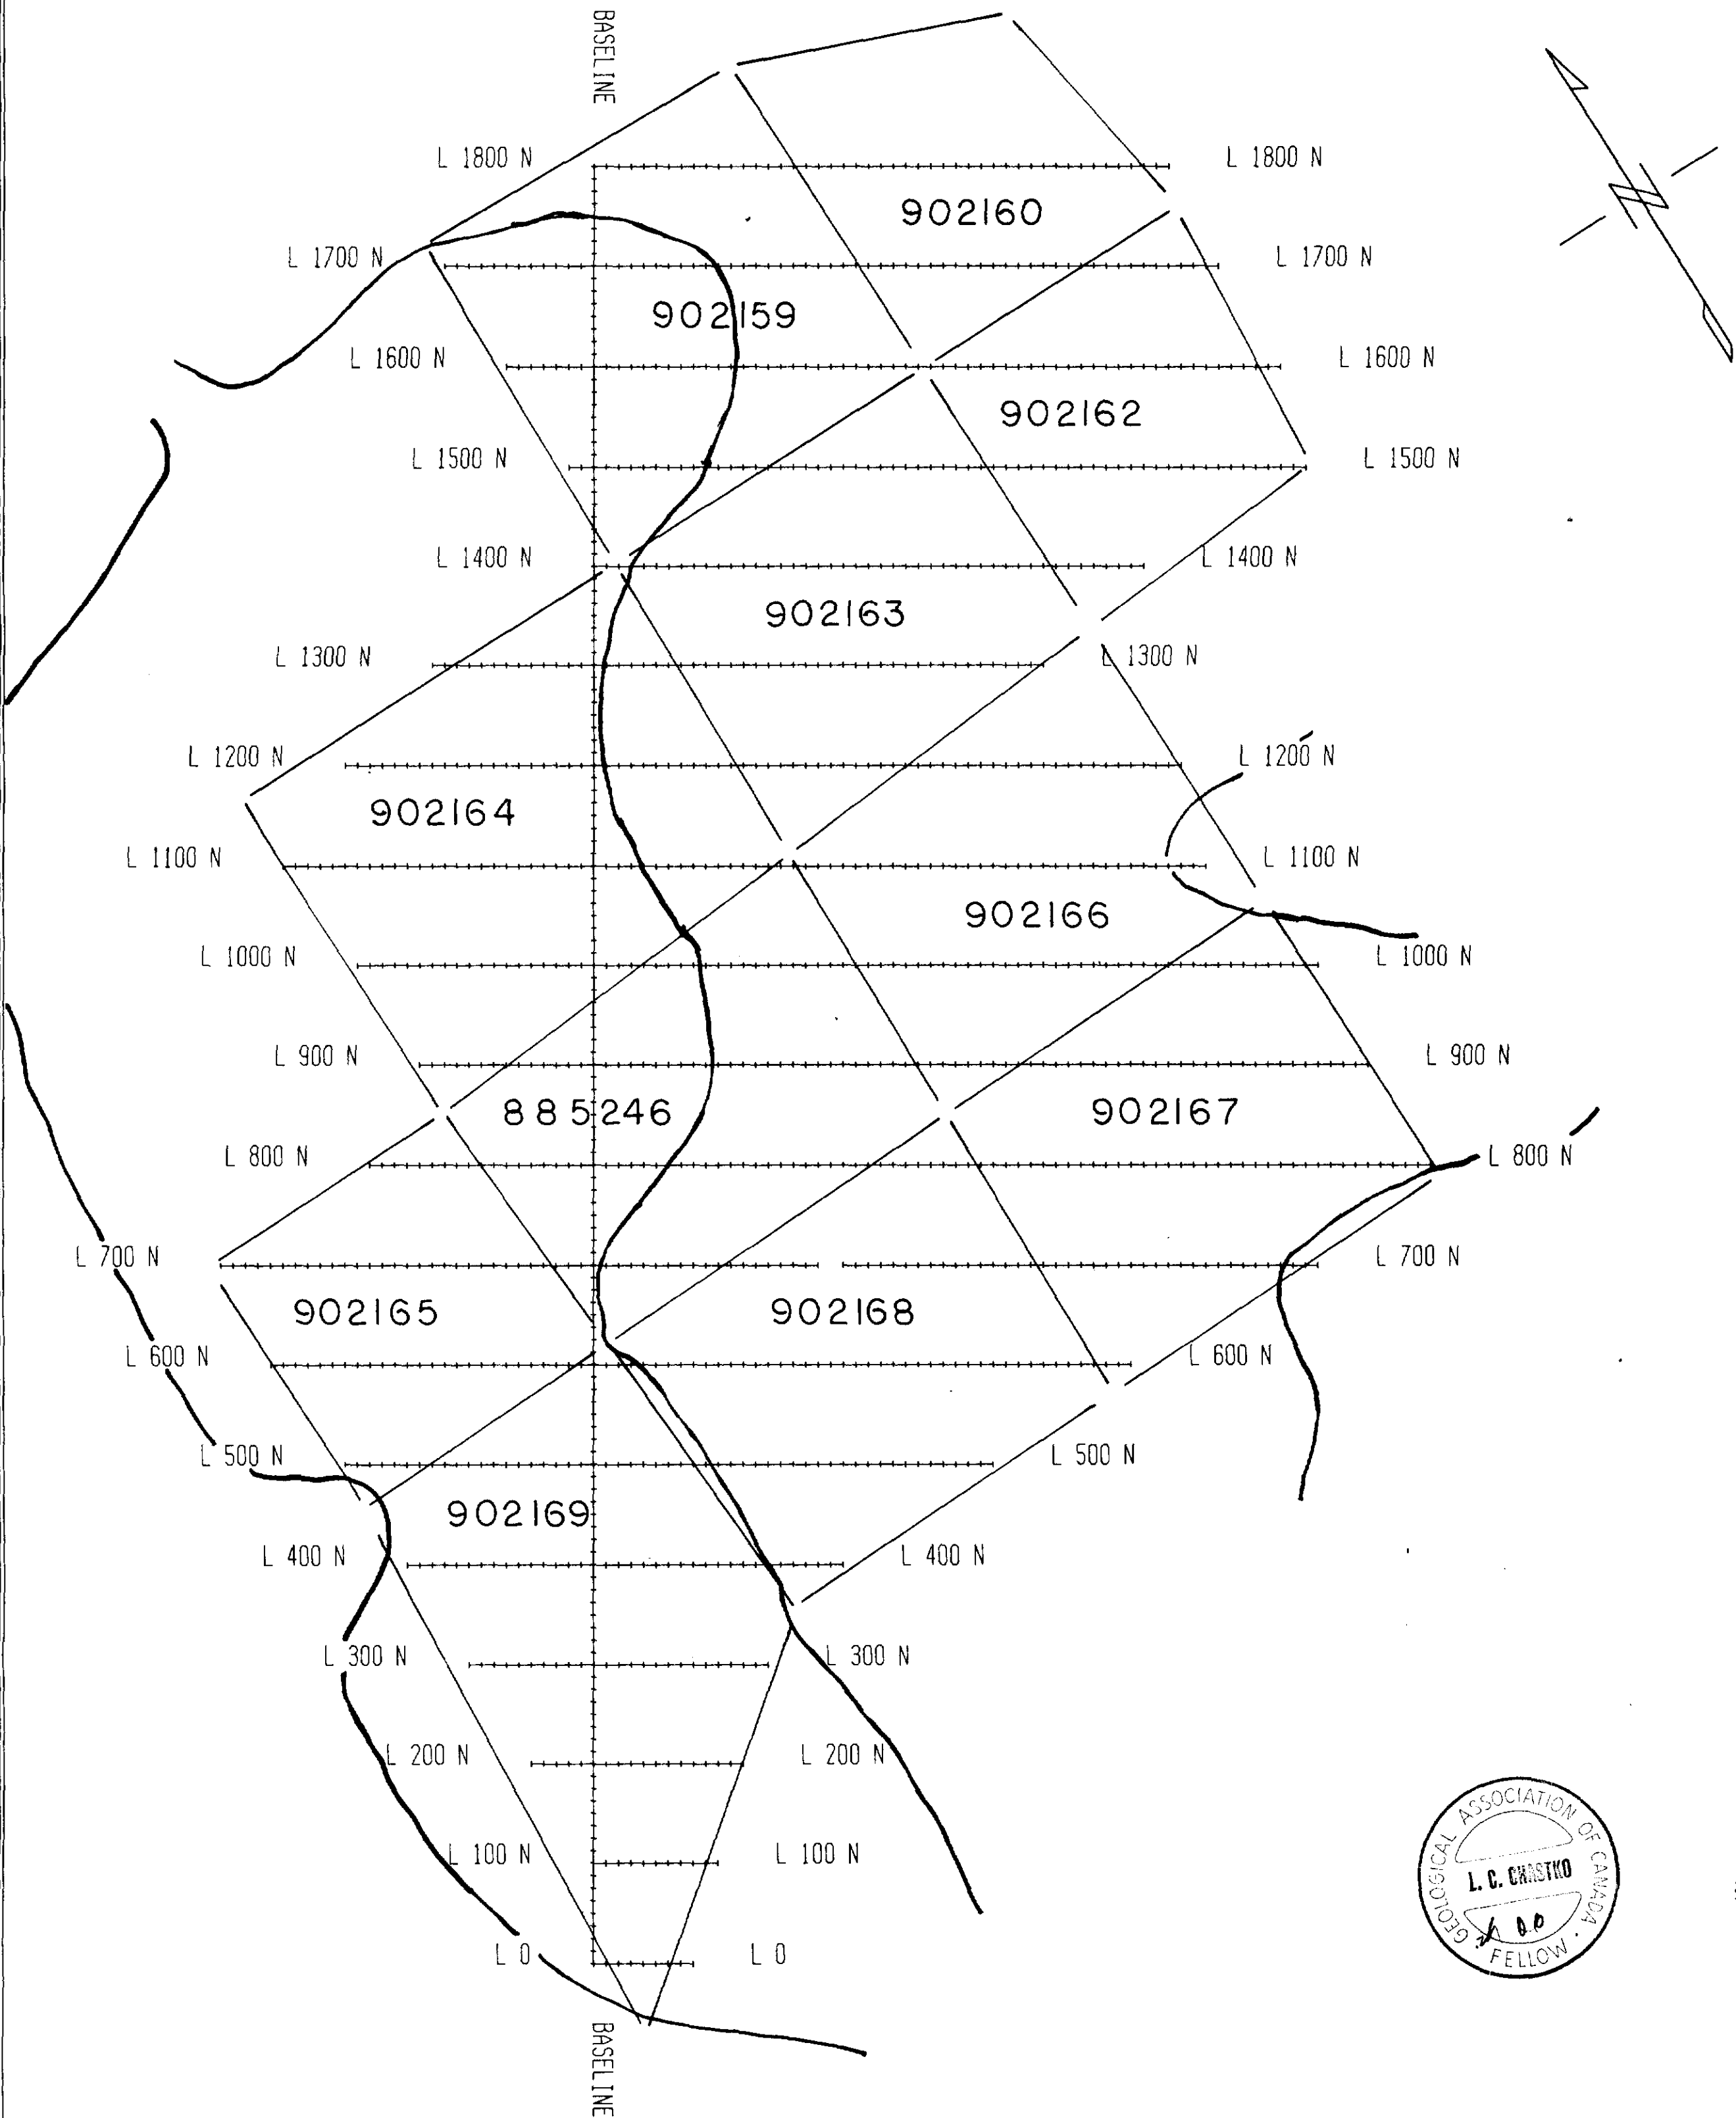 BASELINE
L 1800 N
L 1800 N
902160
L 1700 N
L 1700 N
902159
L 1600 N
L 1600 N
902162
L 1500 N
L 1500 N
L 1400 N
L 1400 N
902163
L 1300 N
L 1300 N
L 1200 N
L 1200 N
902164
L 1100 N
L 1100 N
902166
L 1000 N
L 1000 N
L 900 N
L 900 N
885246
902167
L 800 N
L 800 N
L 700 N
L 700 N
902165
902168
L 600 N
L 600 N
L 500 N
L 500 N
902169
L 400 N
L 400 N
L 300 N
L 300 N
L 200 N
L 200 N
L 100 N
L 100 N
L 0
L 0
BASELINE
GEOLOGICAL ASSOCIATION OF CANADA
L. C. CHASTKO
FELLOW